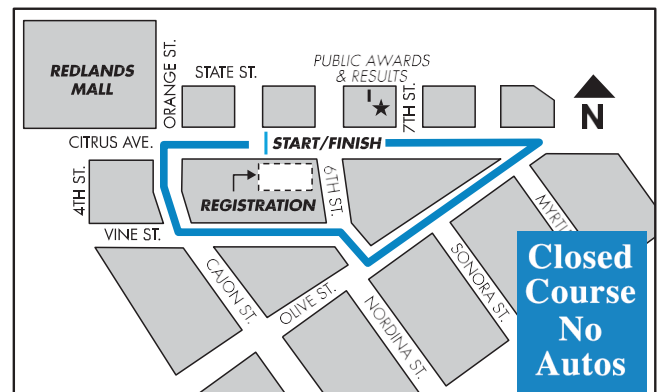 REDLANDS
MALL
ORANGE ST.
STATE ST.
PUBLIC AWARDS
& RESULTS
7TH ST.
N
CITRUS AVE.
START/FINISH
4TH ST.
REGISTRATION
6TH ST.
VINE ST.
CAJON ST.
OLIVE ST.
NORDINA ST.
SONORA ST.
Closed
Course
No
Autos